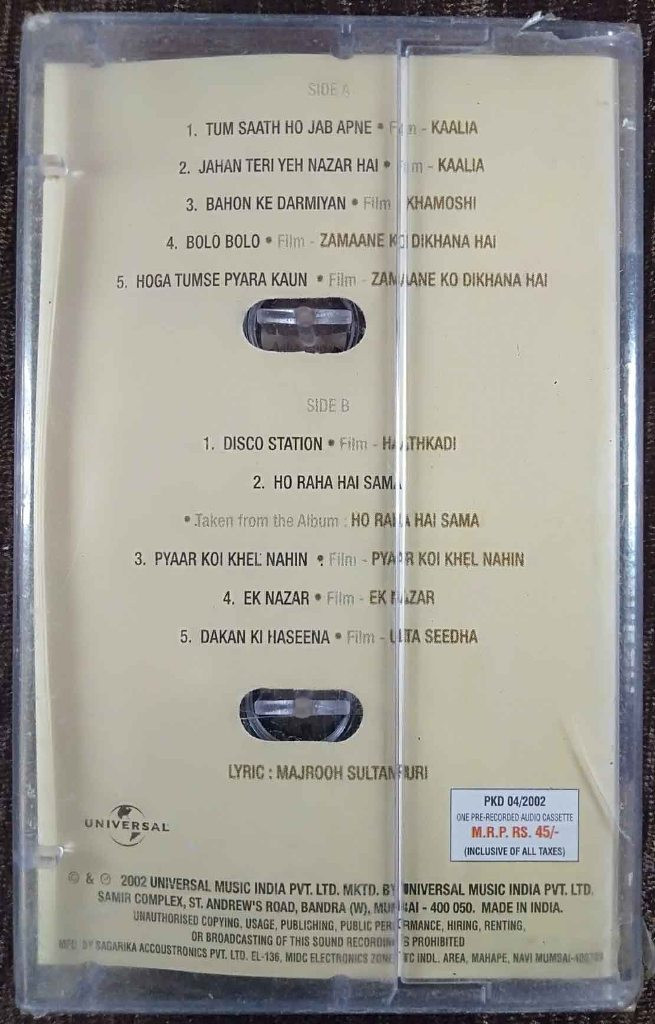 SIDE A
1. TUM SAATH HO JAB APNE • Film - KAALIA
2. JAHAN TERI YEH NAZAR HAI • Film - KAALIA
3. BAHON KE DARMIYAN • Film - KHAMOSHI
4. BOLO BOLO • Film - ZAMAANE KO DIKHANA HAI
5. HOGA TUMSE PYARA KAUN • Film - ZAMAANE KO DIKHANA HAI
SIDE B
1. DISCO STATION • Film - HAATHKADI
2. HO RAHA HAI SAMA
• Taken from the Album : HO RAHA HAI SAMA
3. PYAAR KOI KHEL NAHIN • Film - PYAAR KOI KHEL NAHIN
4. EK NAZAR • Film - EK NAZAR
5. DAKAN KI HASEENA • Film - ULTA SEEDHA
LYRIC : MAJROOH SULTANPURI
UNIVERSAL
PKD 04/2002
ONE PRE-RECORDED AUDIO CASSETTE
M.R.P. RS. 45/-
(INCLUSIVE OF ALL TAXES)
© & ℗ 2002 UNIVERSAL MUSIC INDIA PVT. LTD. MKTD. BY UNIVERSAL MUSIC INDIA PVT. LTD.
SAMIR COMPLEX, ST. ANDREW'S ROAD, BANDRA (W), MUMBAI - 400 050. MADE IN INDIA.
UNAUTHORISED COPYING, USAGE, PUBLISHING, PUBLIC PERFORMANCE, HIRING, RENTING,
OR BROADCASTING OF THIS SOUND RECORDING IS PROHIBITED
MFD. BY SAGARIKA ACCOUSTRONICS PVT. LTD. EL-136, MIDC ELECTRONICS ZONE, TTC INDL. AREA, MAHAPE, NAVI MUMBAI-